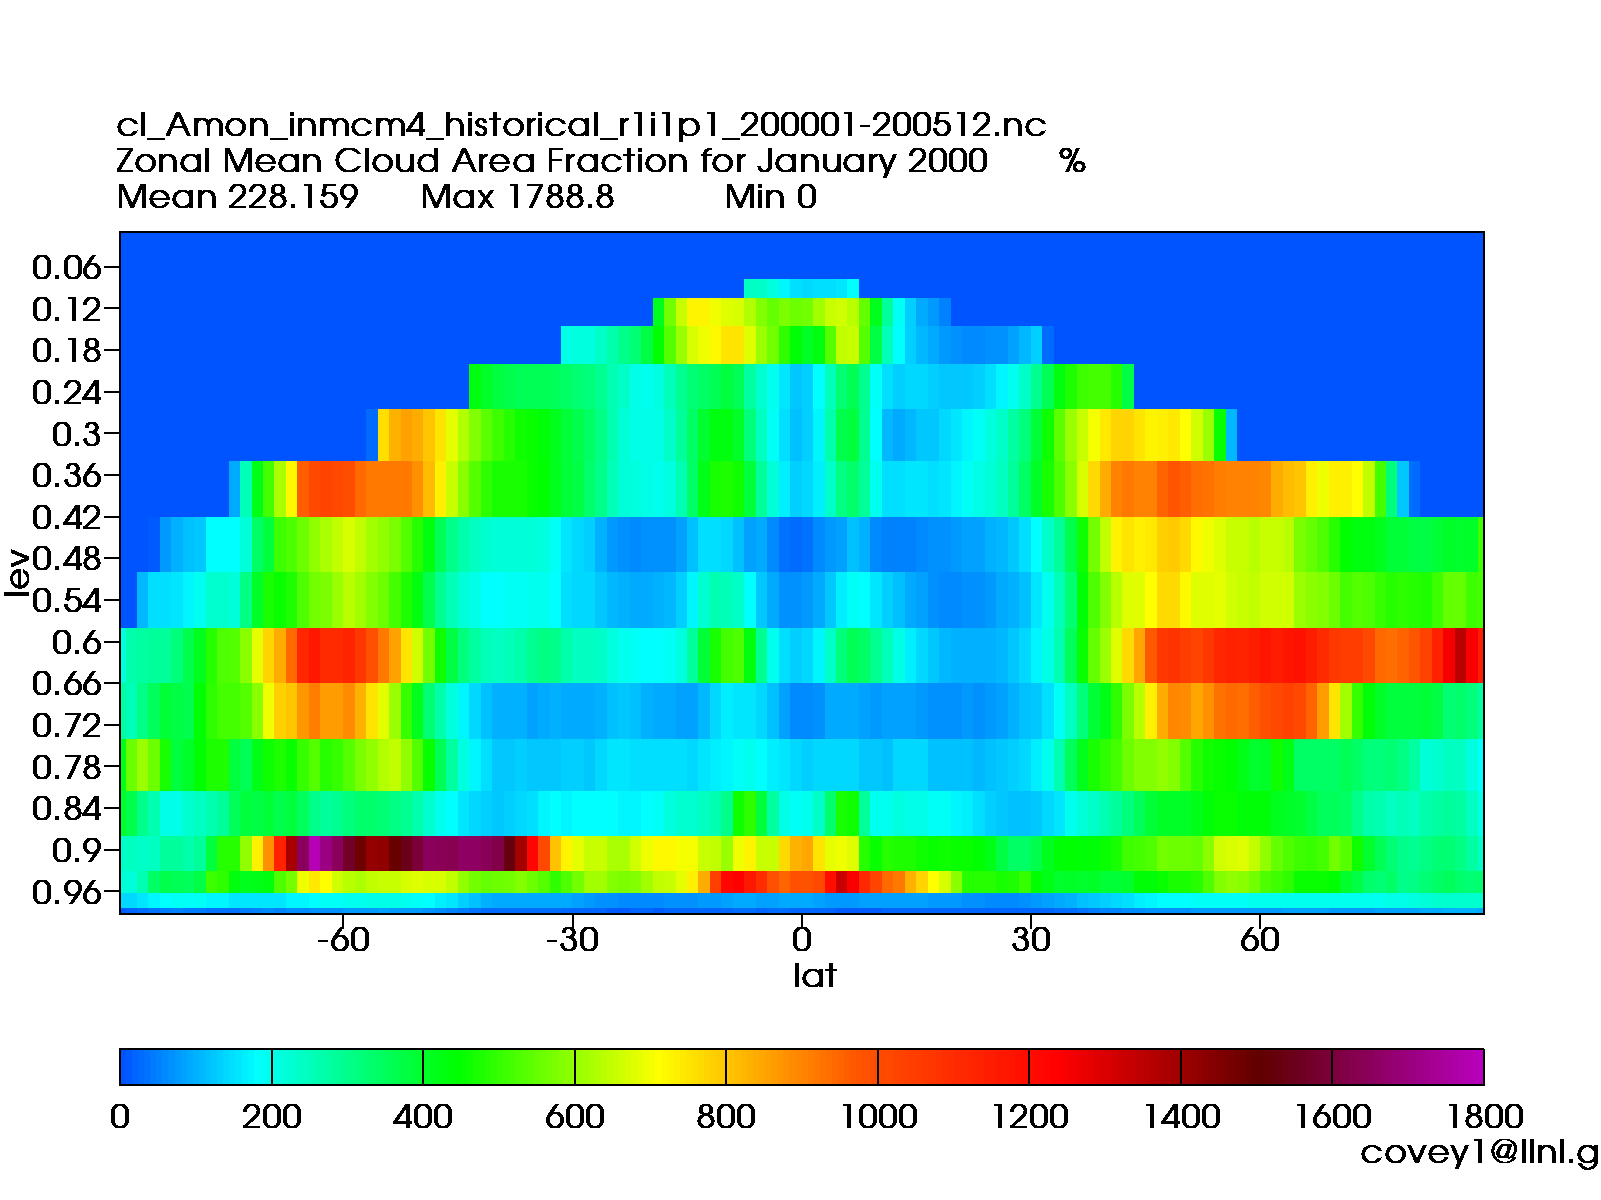 cl_Amon_inmcm4_historical_r1i1p1_200001-200512.nc
Zonal Mean Cloud Area Fraction for January 2000 %
Mean 228.159 Max 1788.8 Min 0
0.06
0.12
0.18
0.24
0.3
0.36
0.42
0.48
0.54
0.6
0.66
0.72
0.78
0.84
0.9
0.96
lev
-60 -30 0 30 60
lat
0 200 400 600 800 1000 1200 1400 1600 1800
covey1@llnl.g